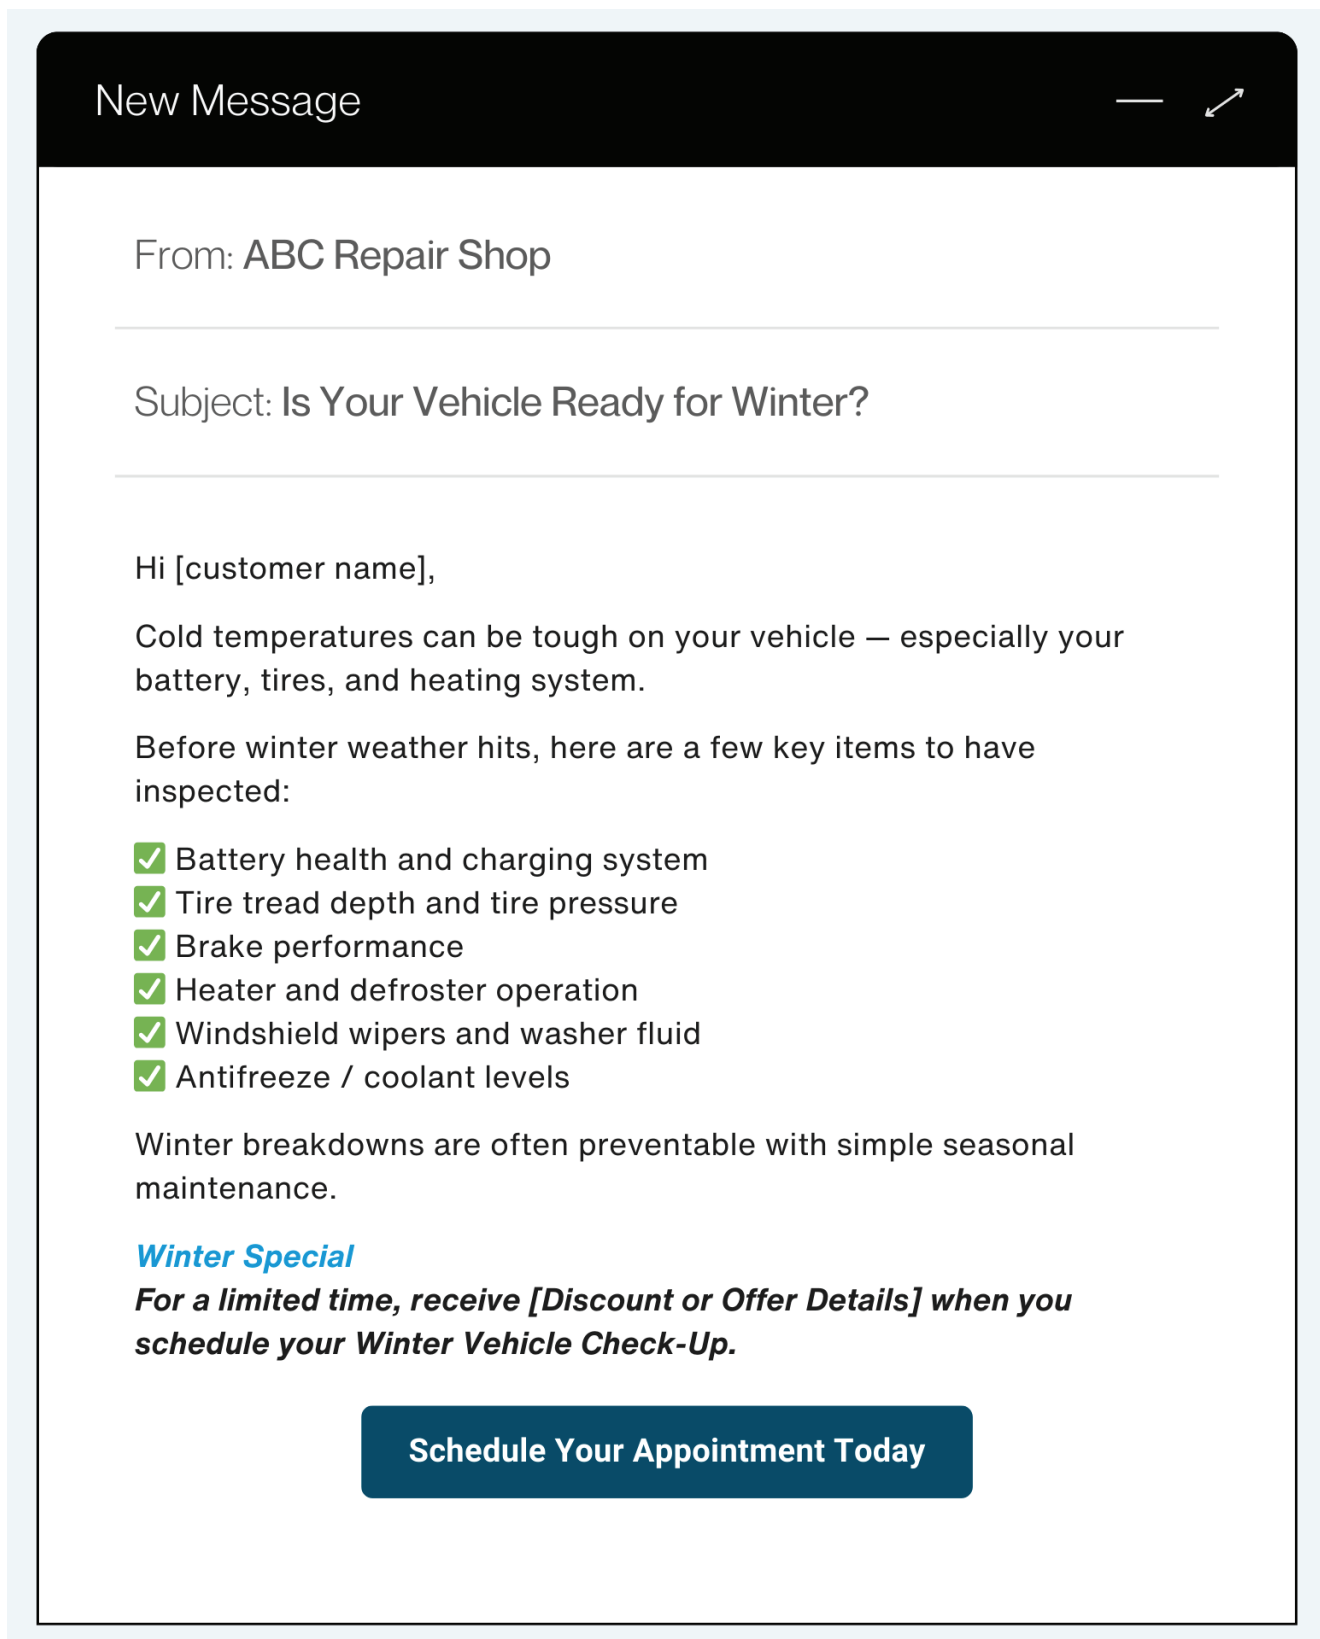 New Message
From: ABC Repair Shop
Subject: Is Your Vehicle Ready for Winter?
Hi [customer name],
Cold temperatures can be tough on your vehicle — especially your
battery, tires, and heating system.
Before winter weather hits, here are a few key items to have
inspected:
✅ Battery health and charging system
✅ Tire tread depth and tire pressure
✅ Brake performance
✅ Heater and defroster operation
✅ Windshield wipers and washer fluid
✅ Antifreeze / coolant levels
Winter breakdowns are often preventable with simple seasonal
maintenance.
Winter Special
For a limited time, receive [Discount or Offer Details] when you
schedule your Winter Vehicle Check-Up.
Schedule Your Appointment Today